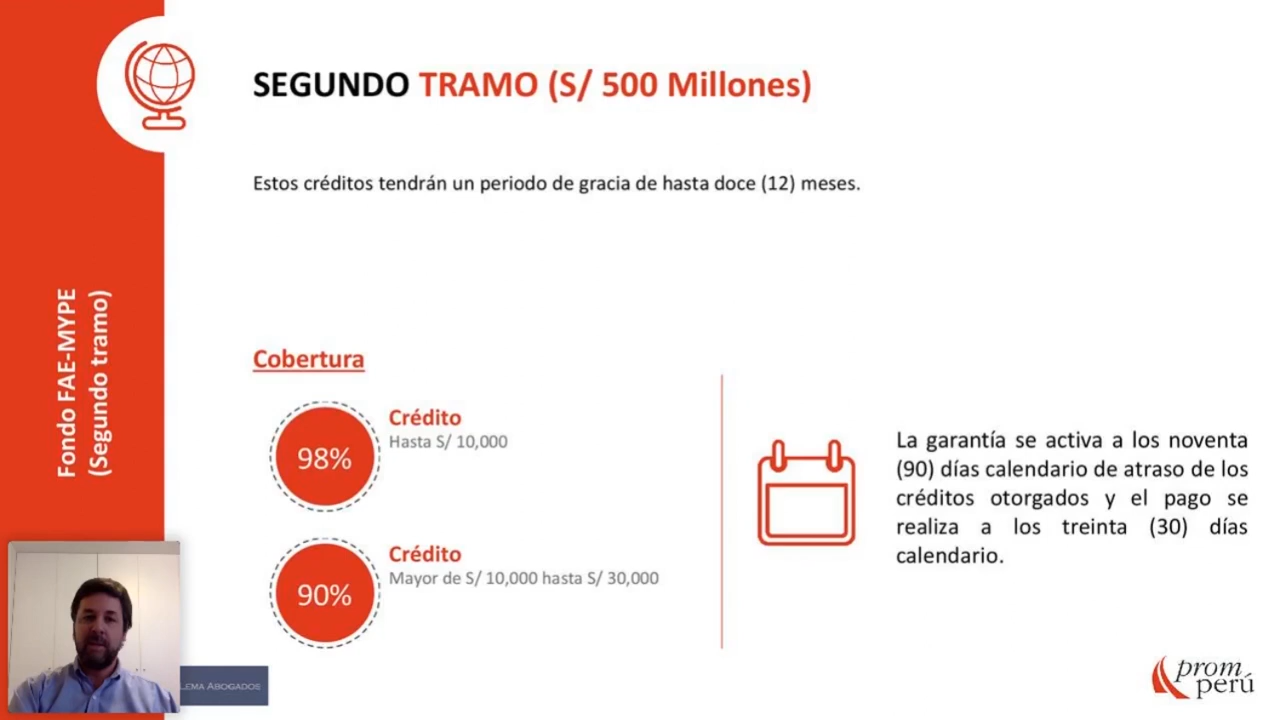 SEGUNDO TRAMO (S/ 500 Millones)
Estos créditos tendrán un periodo de gracia de hasta doce (12) meses.
Fondo FAE-MYPE
(Segundo tramo)
Cobertura
98%
Crédito
Hasta S/ 10,000
90%
Crédito
Mayor de S/ 10,000 hasta S/ 30,000
La garantía se activa a los noventa
(90) días calendario de atraso de los
créditos otorgados y el pago se
realiza a los treinta (30) días
calendario.
ABOGADOS
prom
perú